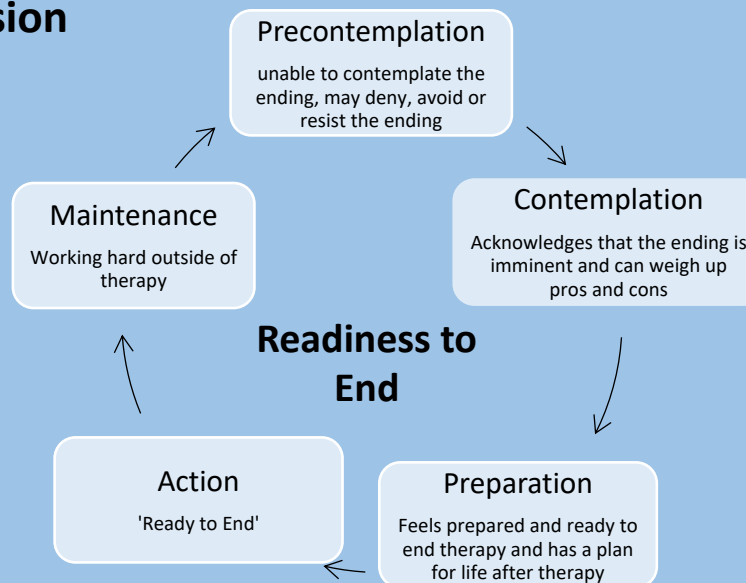 sion
Precontemplation
unable to contemplate the
ending, may deny, avoid or
resist the ending
Contemplation
Acknowledges that the ending is
imminent and can weigh up
pros and cons
Maintenance
Working hard outside of
therapy
Readiness to
End
Action
'Ready to End'
Preparation
Feels prepared and ready to
end therapy and has a plan
for life after therapy